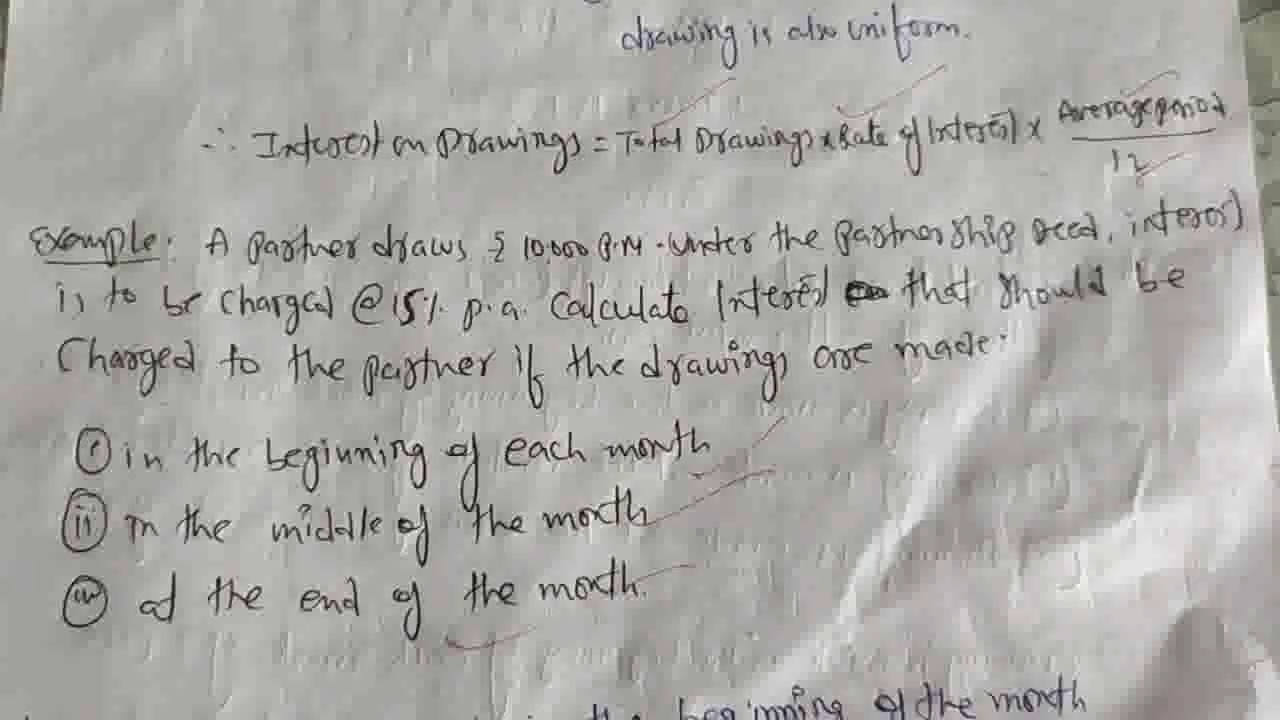 drawing is also uniform.
∴ Interest on Drawings = Total Drawings x Rate of Interest x Average period
12
Example: A partner draws ₹ 10,000 P.M. Under the partnership deed, interest
is to be charged @15% p.a. Calculate Interest that should be
Charged to the partner if the drawings are made:
(i) in the beginning of each month
(ii) in the middle of the month
(iii) at the end of the month.
the beginning of the month